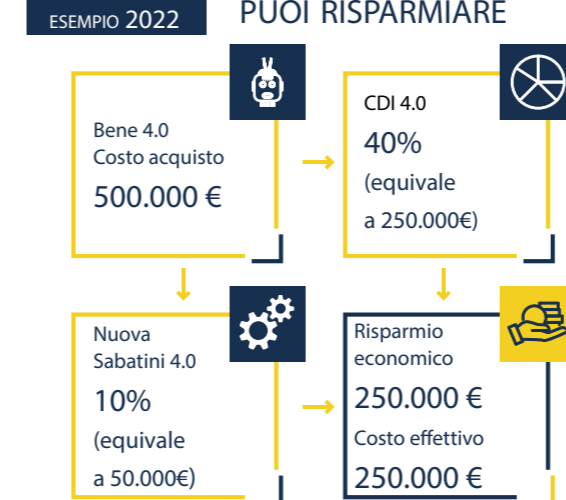 ESEMPIO 2022
PUOI RISPARMIARE
Bene 4.0
Costo acquisto
500.000 €
CDI 4.0
40%
(equivale
a 250.000€)
Nuova
Sabatini 4.0
10%
(equivale
a 50.000€)
Risparmio
economico
250.000 €
Costo effettivo
250.000 €